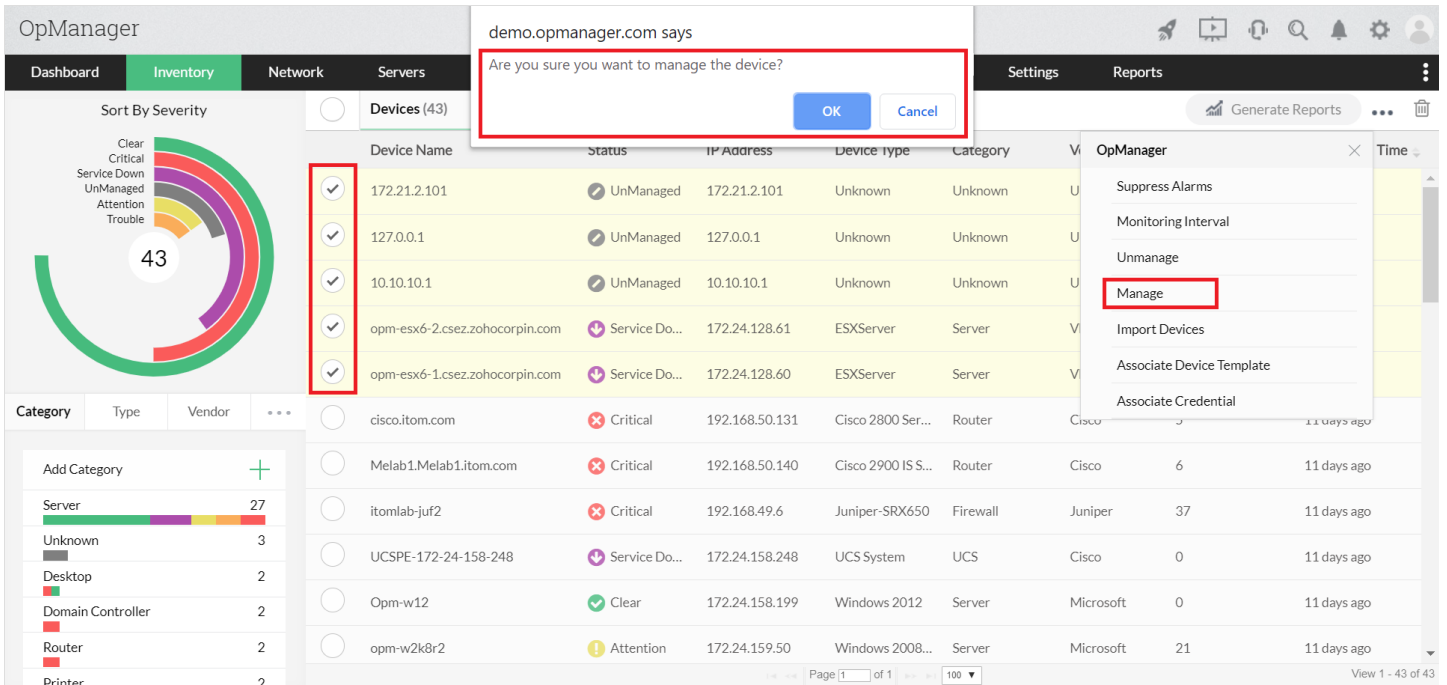 OpManager
demo.opmanager.com says
Are you sure you want to manage the device?
OK Cancel
Dashboard Inventory Network Servers Settings Reports
Sort By Severity
Clear
Critical
Service Down
UnManaged
Attention
Trouble
43
Devices (43) Generate Reports
Device Name Status IP Address Device Type Category Time
172.21.2.101 UnManaged 172.21.2.101 Unknown Unknown U
127.0.0.1 UnManaged 127.0.0.1 Unknown Unknown U
10.10.10.1 UnManaged 10.10.10.1 Unknown Unknown U
opm-esx6-2.csez.zohocorpin.com Service Do... 172.24.128.61 ESXServer Server
opm-esx6-1.csez.zohocorpin.com Service Do... 172.24.128.60 ESXServer Server
cisco.itom.com Critical 192.168.50.131 Cisco 2800 Ser... Router Cisco 11 days ago
Melab1.Melab1.itom.com Critical 192.168.50.140 Cisco 2900 IS S... Router Cisco 6 11 days ago
itomlab-juf2 Critical 192.168.49.6 Juniper-SRX650 Firewall Juniper 37 11 days ago
UCSPE-172-24-158-248 Service Do... 172.24.158.248 UCS System UCS Cisco 0 11 days ago
Opm-w12 Clear 172.24.158.199 Windows 2012 Server Microsoft 0 11 days ago
opm-w2k8r2 Attention 172.24.159.50 Windows 2008... Server Microsoft 21 11 days ago
OpManager
Suppress Alarms
Monitoring Interval
Unmanage
Manage
Import Devices
Associate Device Template
Associate Credential
Category Type Vendor
Add Category
Server 27
Unknown 3
Desktop 2
Domain Controller 2
Router 2
Printer 2
Page 1 of 1 100 View 1 - 43 of 43